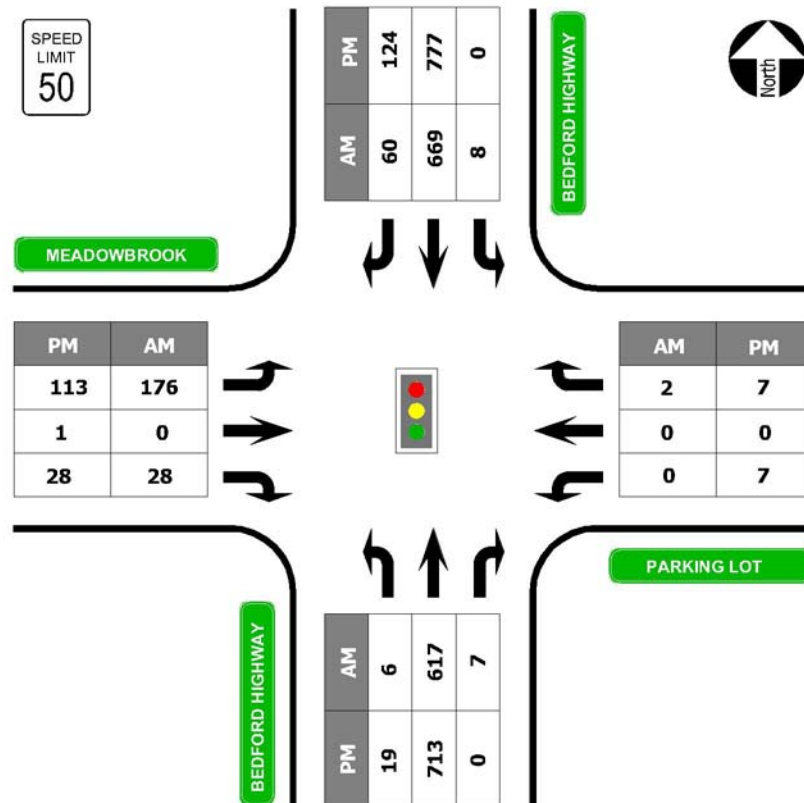 SPEED
LIMIT
50
PM 124 777 0
AM 60 669 8
BEDFORD HIGHWAY
North
MEADOWBROOK
PM AM
113 176
1 0
28 28
AM PM
2 7
0 0
0 7
PARKING LOT
BEDFORD HIGHWAY
AM 6 617 7
PM 19 713 0